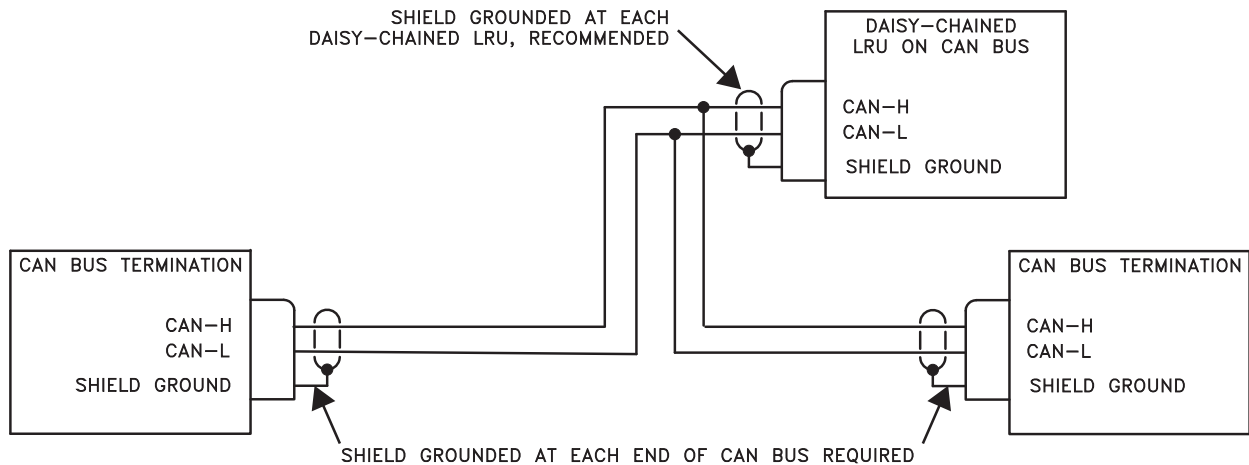 SHIELD GROUNDED AT EACH
DAISY-CHAINED LRU, RECOMMENDED
DAISY-CHAINED
LRU ON CAN BUS
CAN-H
CAN-L
SHIELD GROUND
CAN BUS TERMINATION
CAN-H
CAN-L
SHIELD GROUND
CAN BUS TERMINATION
CAN-H
CAN-L
SHIELD GROUND
SHIELD GROUNDED AT EACH END OF CAN BUS REQUIRED